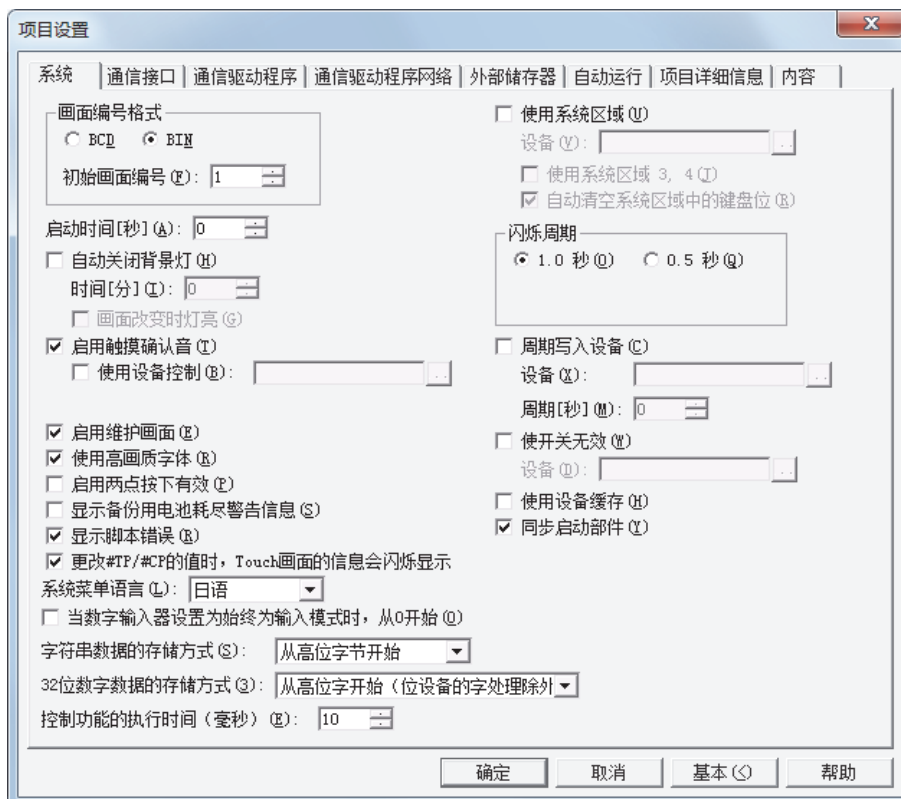 项目设置
系统 通信接口 通信驱动程序 通信驱动程序网络 外部储存器 自动运行 项目详细信息 内容
画面编号格式
BCD BIN
初始画面编号(F): 1
启动时间[秒](A): 0
自动关闭背景灯(H)
时间[分](I): 0
画面改变时灯亮(G)
启用触摸确认音(T)
使用设备控制(B): ..
启用维护画面(E)
使用高画质字体(R)
启用两点按下有效(P)
显示备份用电池耗尽警告信息(S)
显示脚本错误(R)
更改#TP/#CP的值时，Touch画面的信息会闪烁显示
系统菜单语言(L): 日语
当数字输入器设置为始终为输入模式时，从0开始(O)
字符串数据的存储方式(S): 从高位字节开始
32位数字数据的存储方式(3): 从高位字开始（位设备的字处理除外
控制功能的执行时间（毫秒）(E): 10
使用系统区域(U)
设备(V): ..
使用系统区域 3, 4(J)
自动清空系统区域中的键盘位(R)
闪烁周期
1.0 秒(O) 0.5 秒(Q)
周期写入设备(C)
设备(X): ..
周期[秒](M): 0
使开关无效(W)
设备(D): ..
使用设备缓存(H)
同步启动部件(Y)
确定 取消 基本(<) 帮助